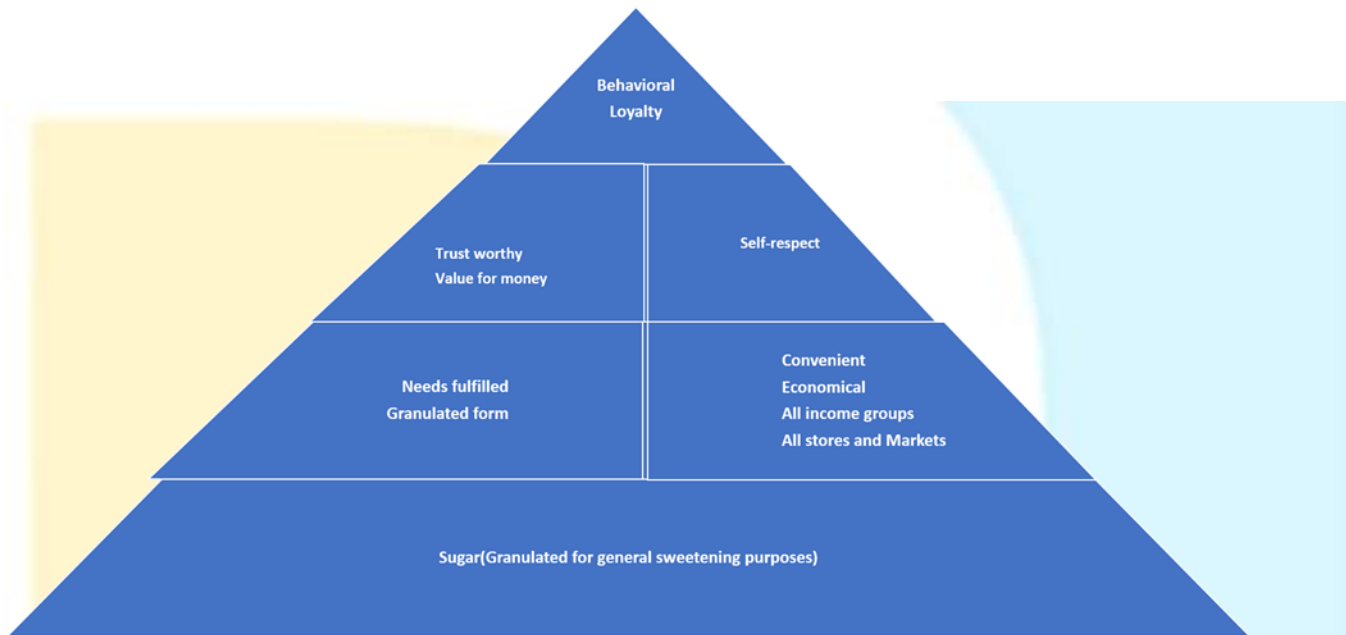 Behavioral
Loyalty
Trust worthy
Value for money
Self-respect
Needs fulfilled
Granulated form
Convenient
Economical
All income groups
All stores and Markets
Sugar(Granulated for general sweetening purposes)